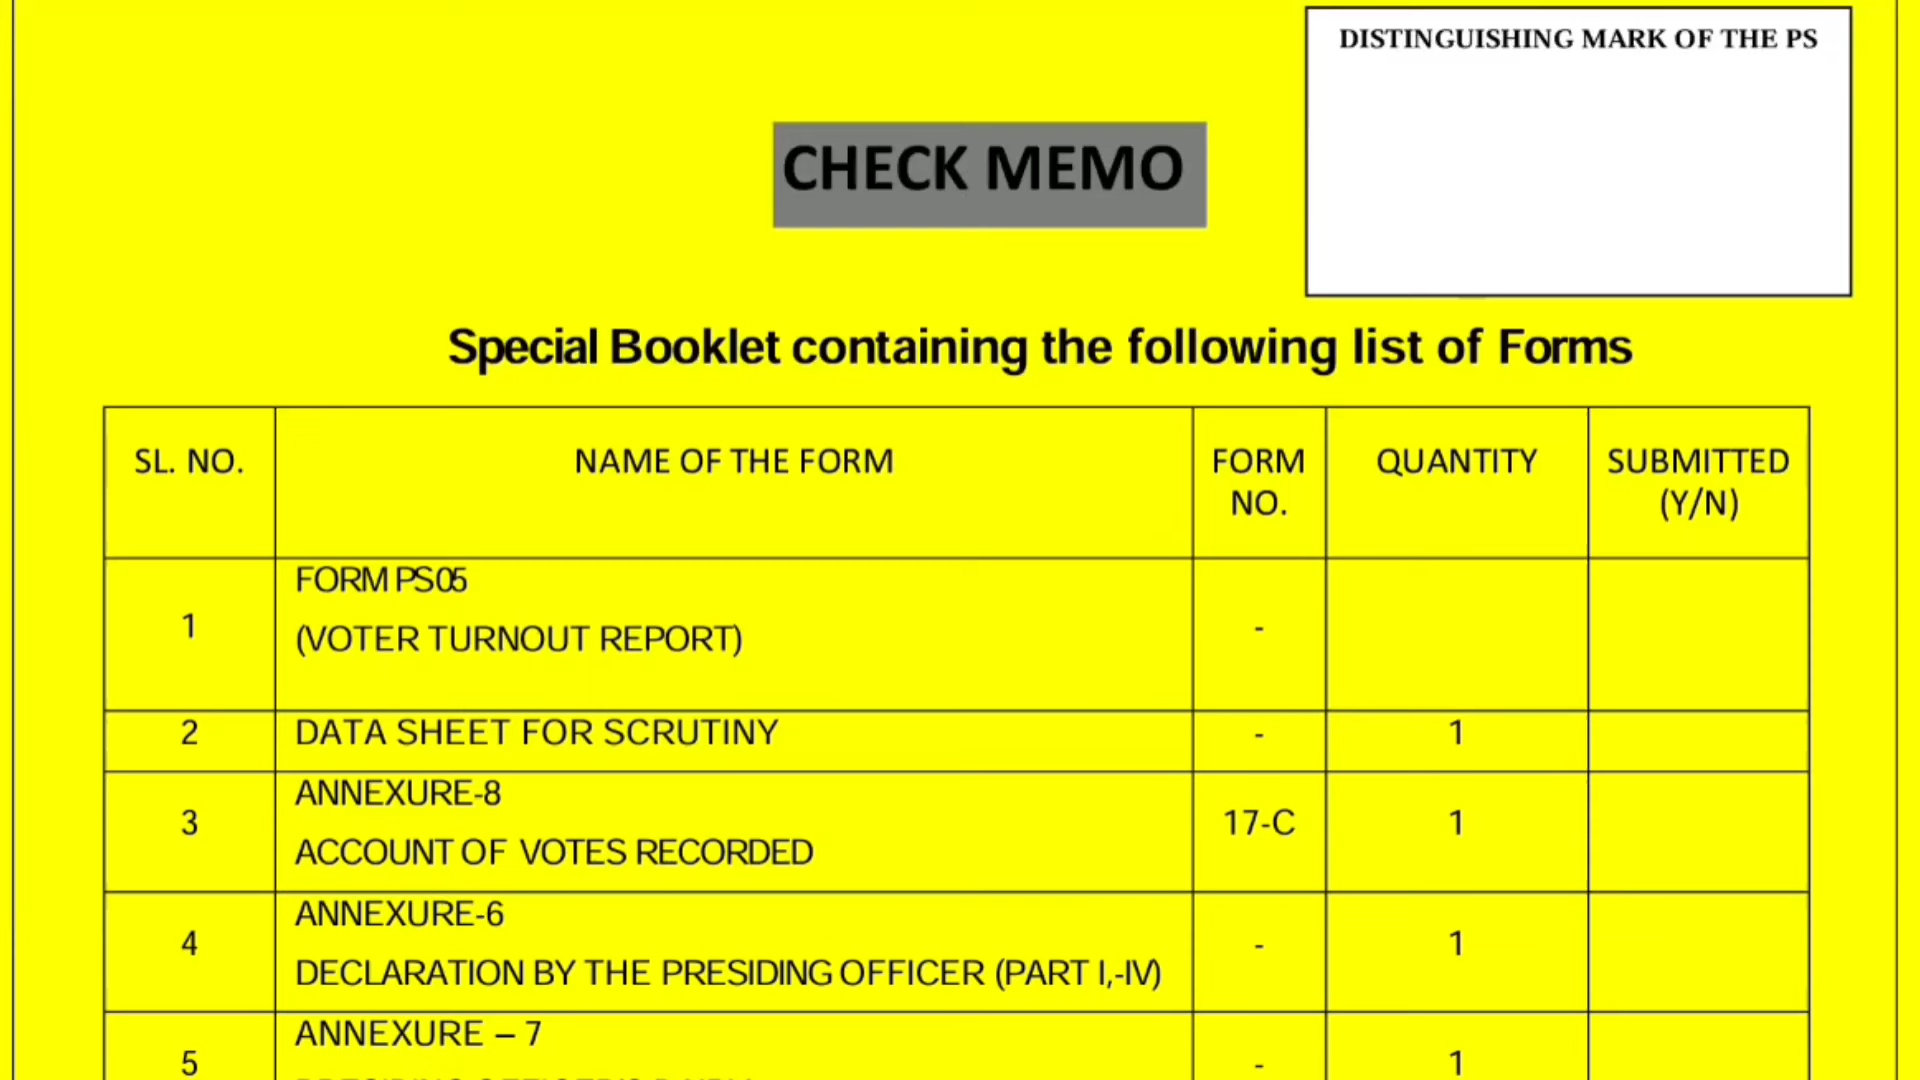 DISTINGUISHING MARK OF THE PS
CHECK MEMO
Special Booklet containing the following list of Forms
SL. NO. NAME OF THE FORM FORM NO. QUANTITY SUBMITTED (Y/N)
1 FORM PS05 -
(VOTER TURNOUT REPORT)
2 DATA SHEET FOR SCRUTINY - 1
3 ANNEXURE-8 17-C 1
ACCOUNT OF VOTES RECORDED
4 ANNEXURE-6 - 1
DECLARATION BY THE PRESIDING OFFICER (PART I,-IV)
5 ANNEXURE – 7 - 1